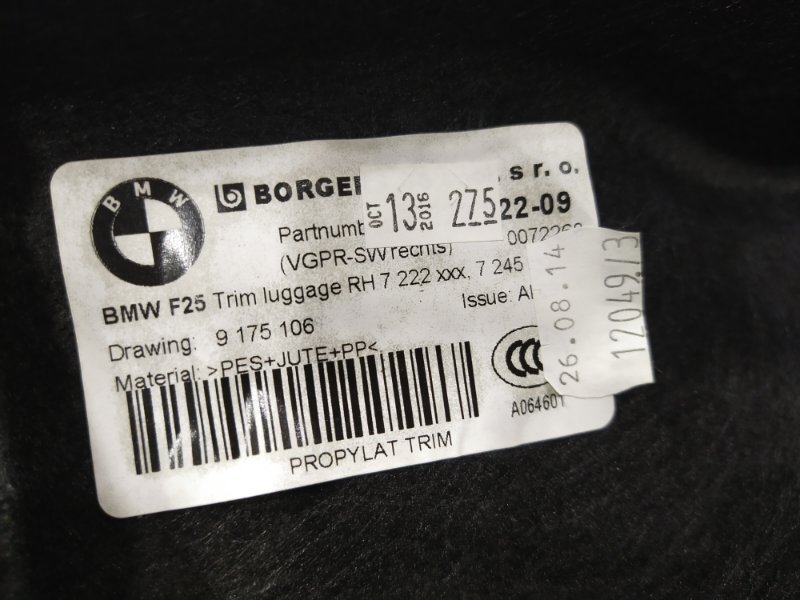 BMW
BORGE s r. o.
OCT 13 2016 275
Partnumb 22-09
(VGPR-SW rechts)
BMW F25 Trim luggage RH 7 222 xxx, 7 245
Drawing: 9 175 106 Issue:
Material: >PES+JUTE+PP<
CCC
A064601
PROPYLAT TRIM
26.08.14
12049/3